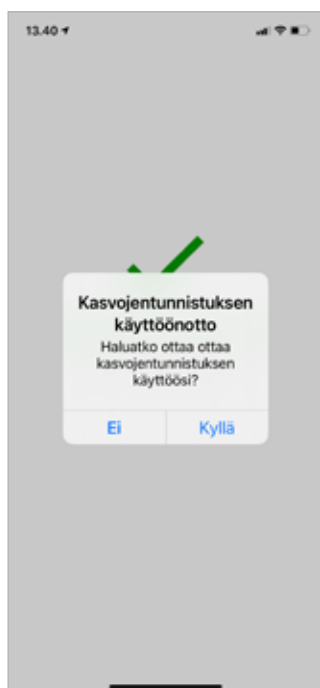 13.40
Kasvojentunnistuksen
käyttöönotto
Haluatko ottaa ottaa
kasvojentunnistuksen
käyttöösi?
Ei Kyllä